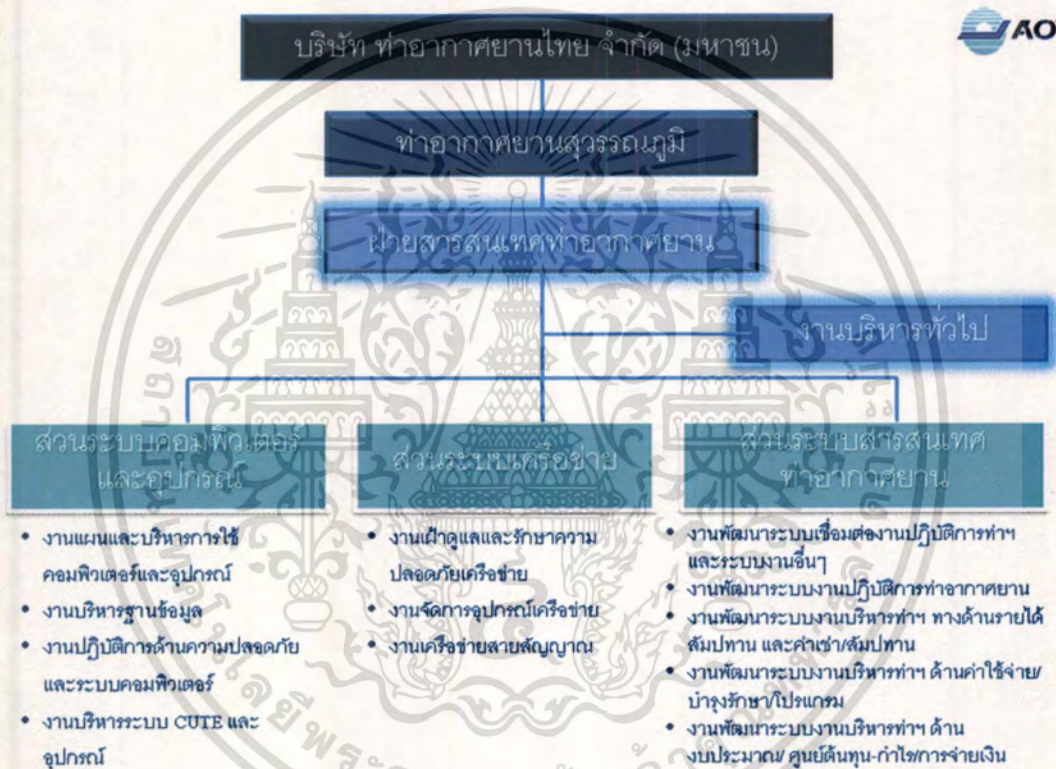 AO
บริษัท ท่าอากาศยานไทย จำกัด (มหาชน)
ท่าอากาศยานสุวรรณภูมิ
ฝ่ายสารสนเทศท่าอากาศยาน
งานบริหารทั่วไป
ส่วนระบบคอมพิวเตอร์
และอุปกรณ์
• งานแผนและบริหารการใช้
คอมพิวเตอร์และอุปกรณ์
• งานบริหารฐานข้อมูล
• งานปฏิบัติการด้านความปลอดภัย
และระบบคอมพิวเตอร์
• งานบริหารระบบ CUTE และ
อุปกรณ์
ส่วนระบบเครือข่าย
• งานเฝ้าดูแลและรักษาความ
ปลอดภัยเครือข่าย
• งานจัดการอุปกรณ์เครือข่าย
• งานเครือข่ายสายสัญญาณ
ส่วนระบบสารสนเทศ
ท่าอากาศยาน
• งานพัฒนาระบบเชื่อมต่องานปฏิบัติการท่าฯ
และระบบงานอื่นๆ
• งานพัฒนาระบบงานปฏิบัติการท่าอากาศยาน
• งานพัฒนาระบบงานบริหารท่าฯ ทางด้านรายได้
สัมปทาน และค่าเช่า/สัมปทาน
• งานพัฒนาระบบงานบริหารท่าฯ ด้านค่าใช้จ่าย/
บำรุงรักษา/โปรแกรม
• งานพัฒนาระบบงานบริหารท่าฯ ด้าน
งบประมาณ/ ศูนย์ต้นทุน-กำไร/การจ่ายเงิน